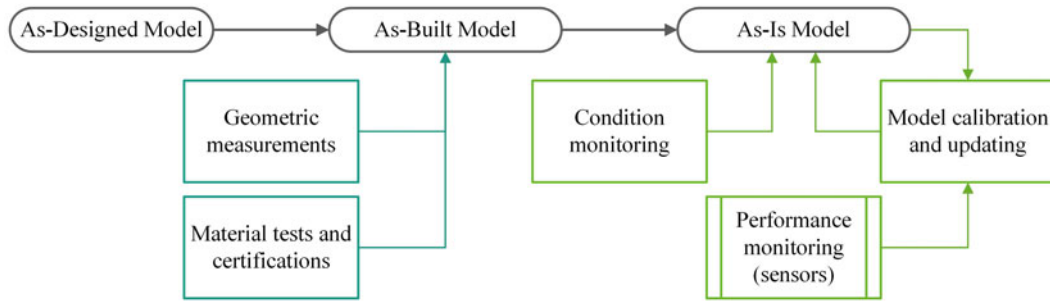 As-Designed Model
As-Built Model
As-Is Model
Geometric
measurements
Condition
monitoring
Model calibration
and updating
Material tests and
certifications
Performance
monitoring
(sensors)